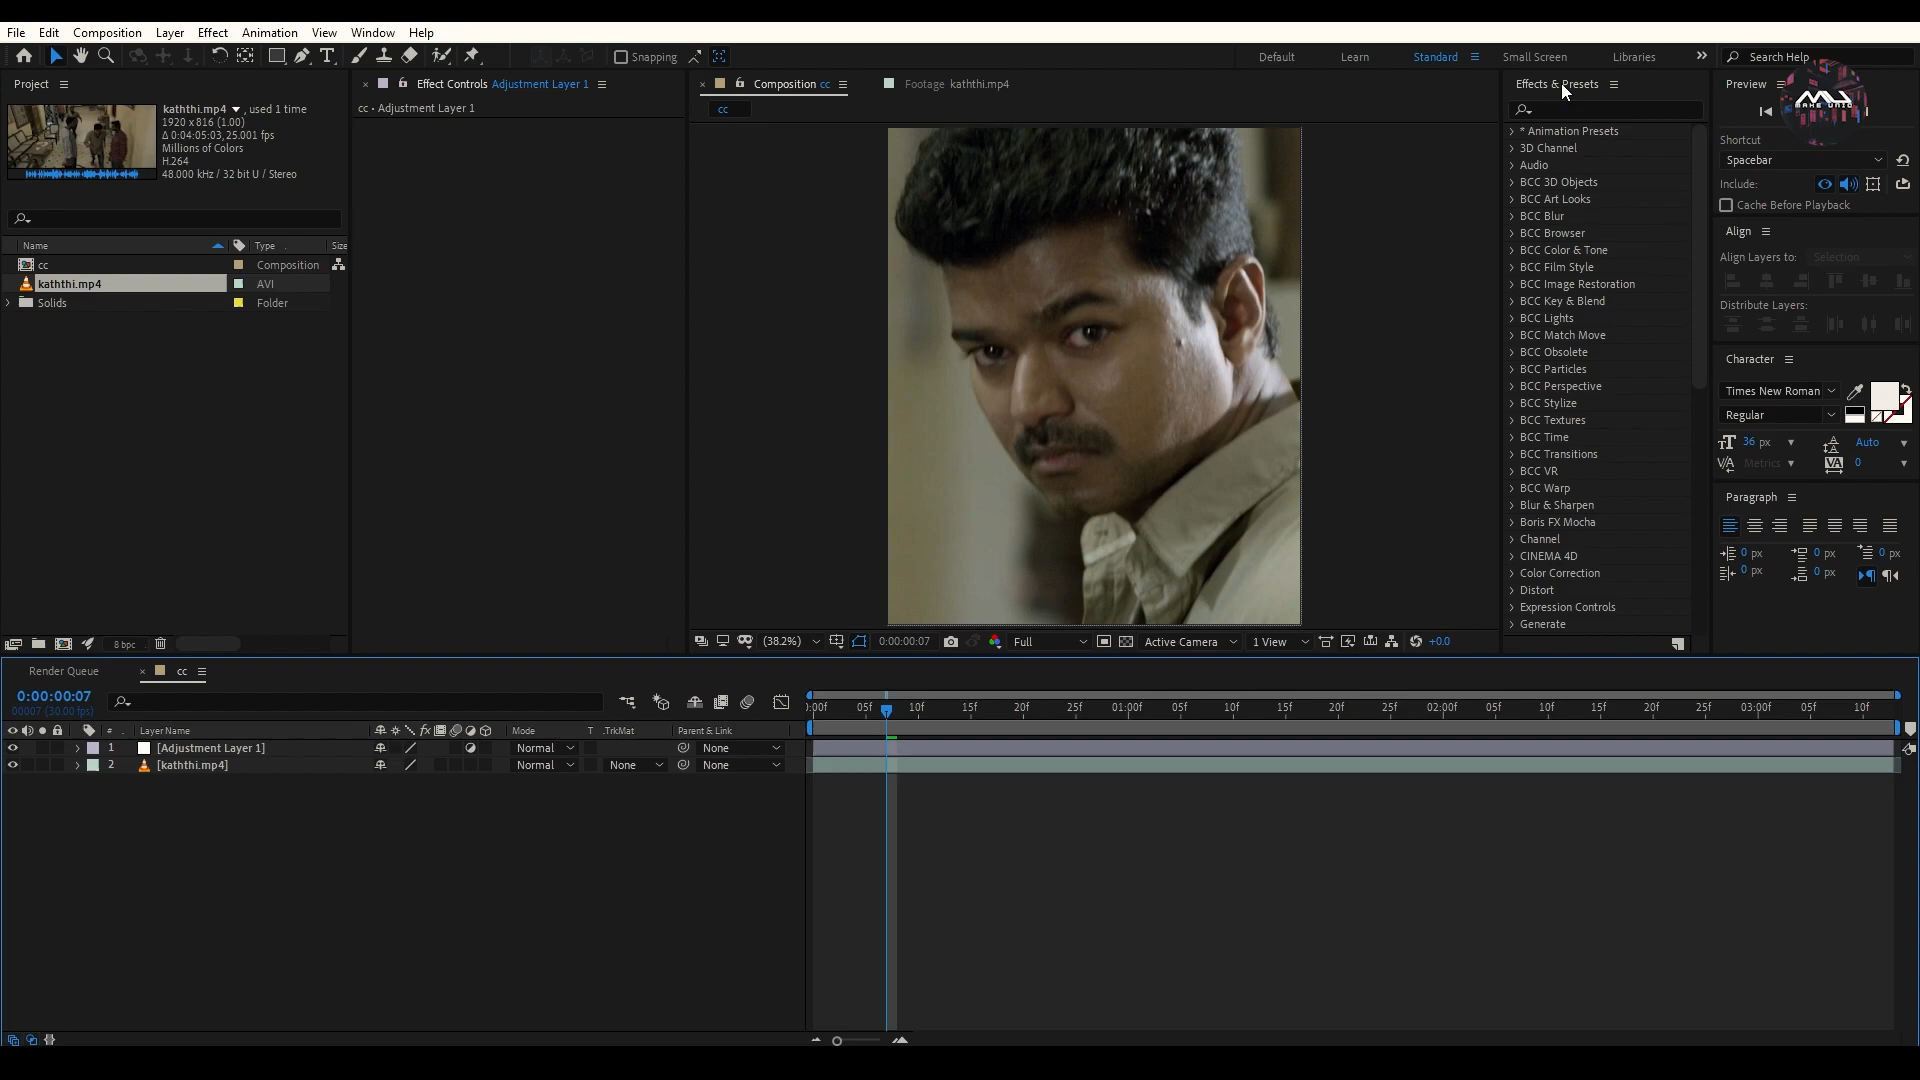 File Edit Composition Layer Effect Animation View Window Help
Snapping
Default Learn Standard Small Screen Libraries
Search Help
Project
kaththi.mp4 , used 1 time
1920 x 816 (1.00)
Δ 0:04:05:03, 25.001 fps
Millions of Colors
H.264
48.000 kHz / 32 bit U / Stereo
Name Type Size
cc Composition
kaththi.mp4 AVI
Solids Folder
8 bpc
Effect Controls Adjustment Layer 1
cc • Adjustment Layer 1
Composition cc
Footage kaththi.mp4
cc
(38.2%) 0:00:00:07 Full Active Camera 1 View +0.0
Effects & Presets
* Animation Presets
3D Channel
Audio
BCC 3D Objects
BCC Art Looks
BCC Blur
BCC Browser
BCC Color & Tone
BCC Film Style
BCC Image Restoration
BCC Key & Blend
BCC Lights
BCC Match Move
BCC Obsolete
BCC Particles
BCC Perspective
BCC Stylize
BCC Textures
BCC Time
BCC Transitions
BCC VR
BCC Warp
Blur & Sharpen
Boris FX Mocha
Channel
CINEMA 4D
Color Correction
Distort
Expression Controls
Generate
Preview
Shortcut
Spacebar
Include:
Cache Before Playback
Align
Align Layers to: Selection
Distribute Layers:
Character
Times New Roman
Regular
36 px Auto
Metrics 0
Paragraph
0 px 0 px 0 px
0 px 0 px
Render Queue
cc
0:00:00:07
00007 (30.00 fps)
# Layer Name Mode T .TrkMat Parent & Link
1 [Adjustment Layer 1] Normal None
2 [kaththi.mp4] Normal None None
):00f 05f 10f 15f 20f 25f 01:00f 05f 10f 15f 20f 25f 02:00f 05f 10f 15f 20f 25f 03:00f 05f 10f